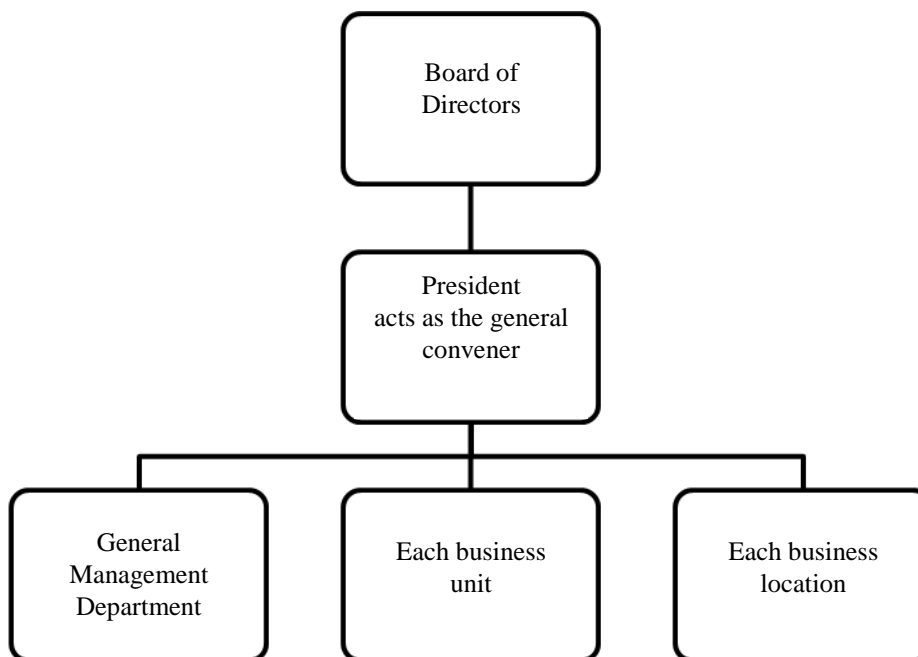 Board of
Directors
President
acts as the general
convener
General
Management
Department
Each business
unit
Each business
location